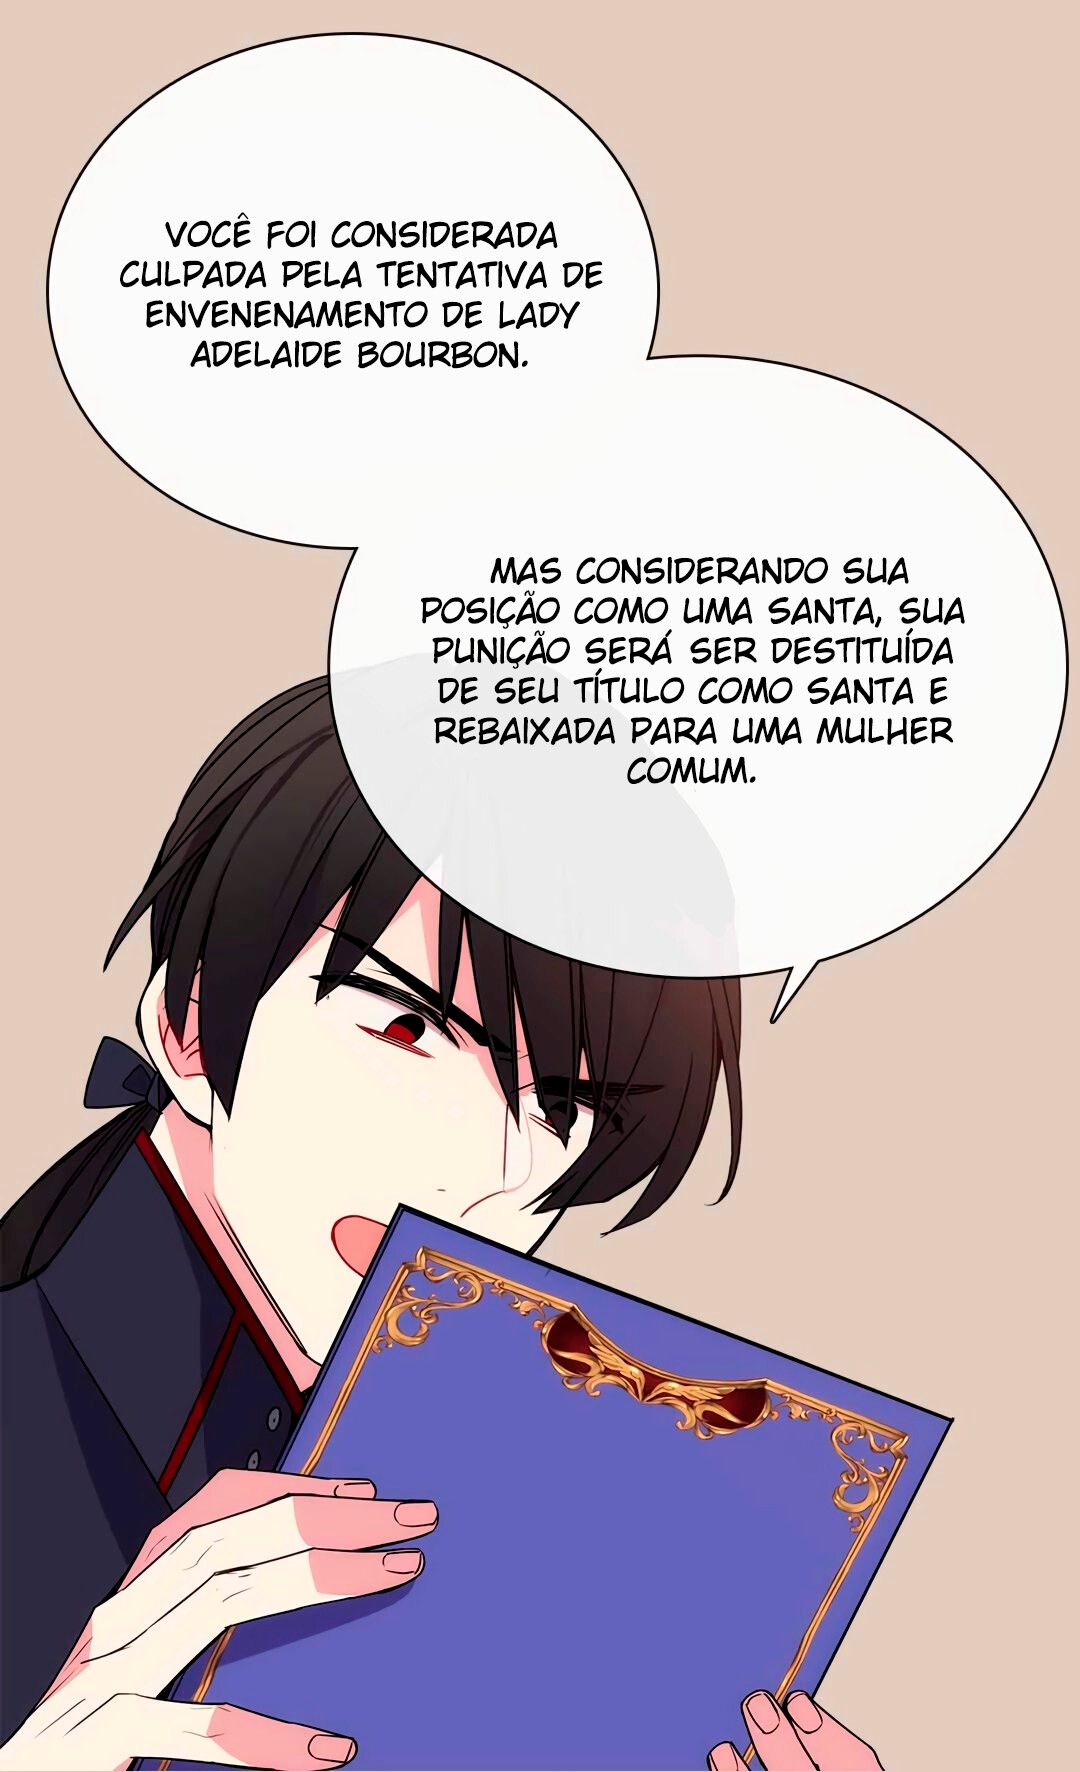 VOCÊ FOI CONSIDERADA
CULPADA PELA TENTATIVA DE
ENVENENAMENTO DE LADY
ADELAIDE BOURBON.
MAS CONSIDERANDO SUA
POSIÇÃO COMO UMA SANTA, SUA
PUNIÇÃO SERÁ SER DESTITUÍDA
DE SEU TÍTULO COMO SANTA E
REBAIXADA PARA UMA MULHER
COMUM.